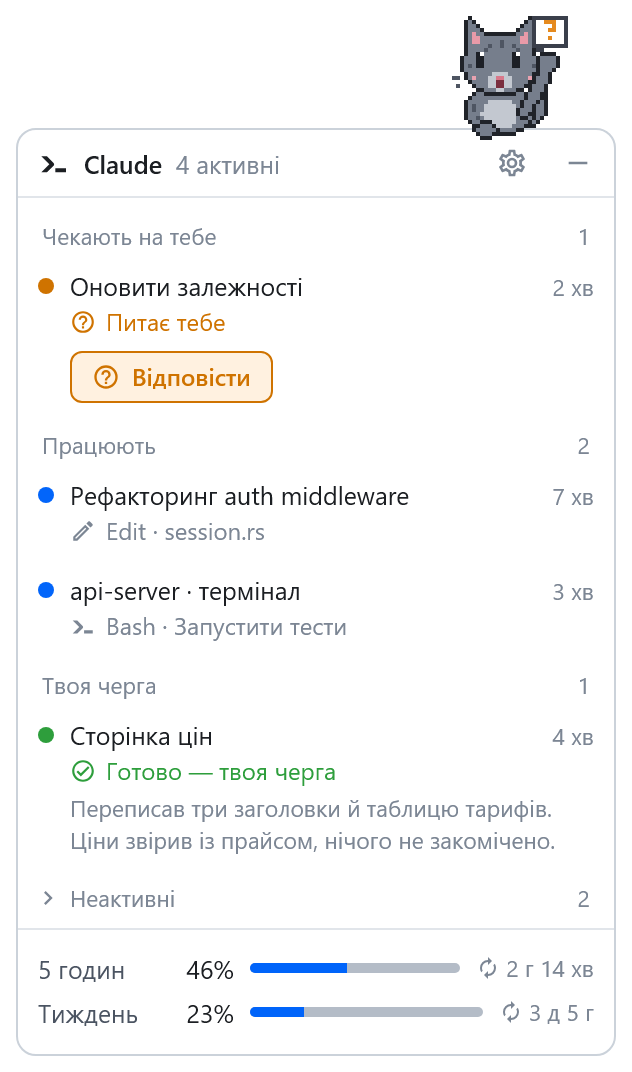 ?
Claude 4 активні
Чекають на тебе 1
Оновити залежності 2 хв
Питає тебе
Відповісти
Працюють 2
Рефакторинг auth middleware 7 хв
Edit · session.rs
api-server · термінал 3 хв
Bash · Запустити тести
Твоя черга 1
Сторінка цін 4 хв
Готово — твоя черга
Переписав три заголовки й таблицю тарифів.
Ціни звірив із прайсом, нічого не закомічено.
Неактивні 2
5 годин 46% 2 г 14 хв
Тиждень 23% 3 д 5 г